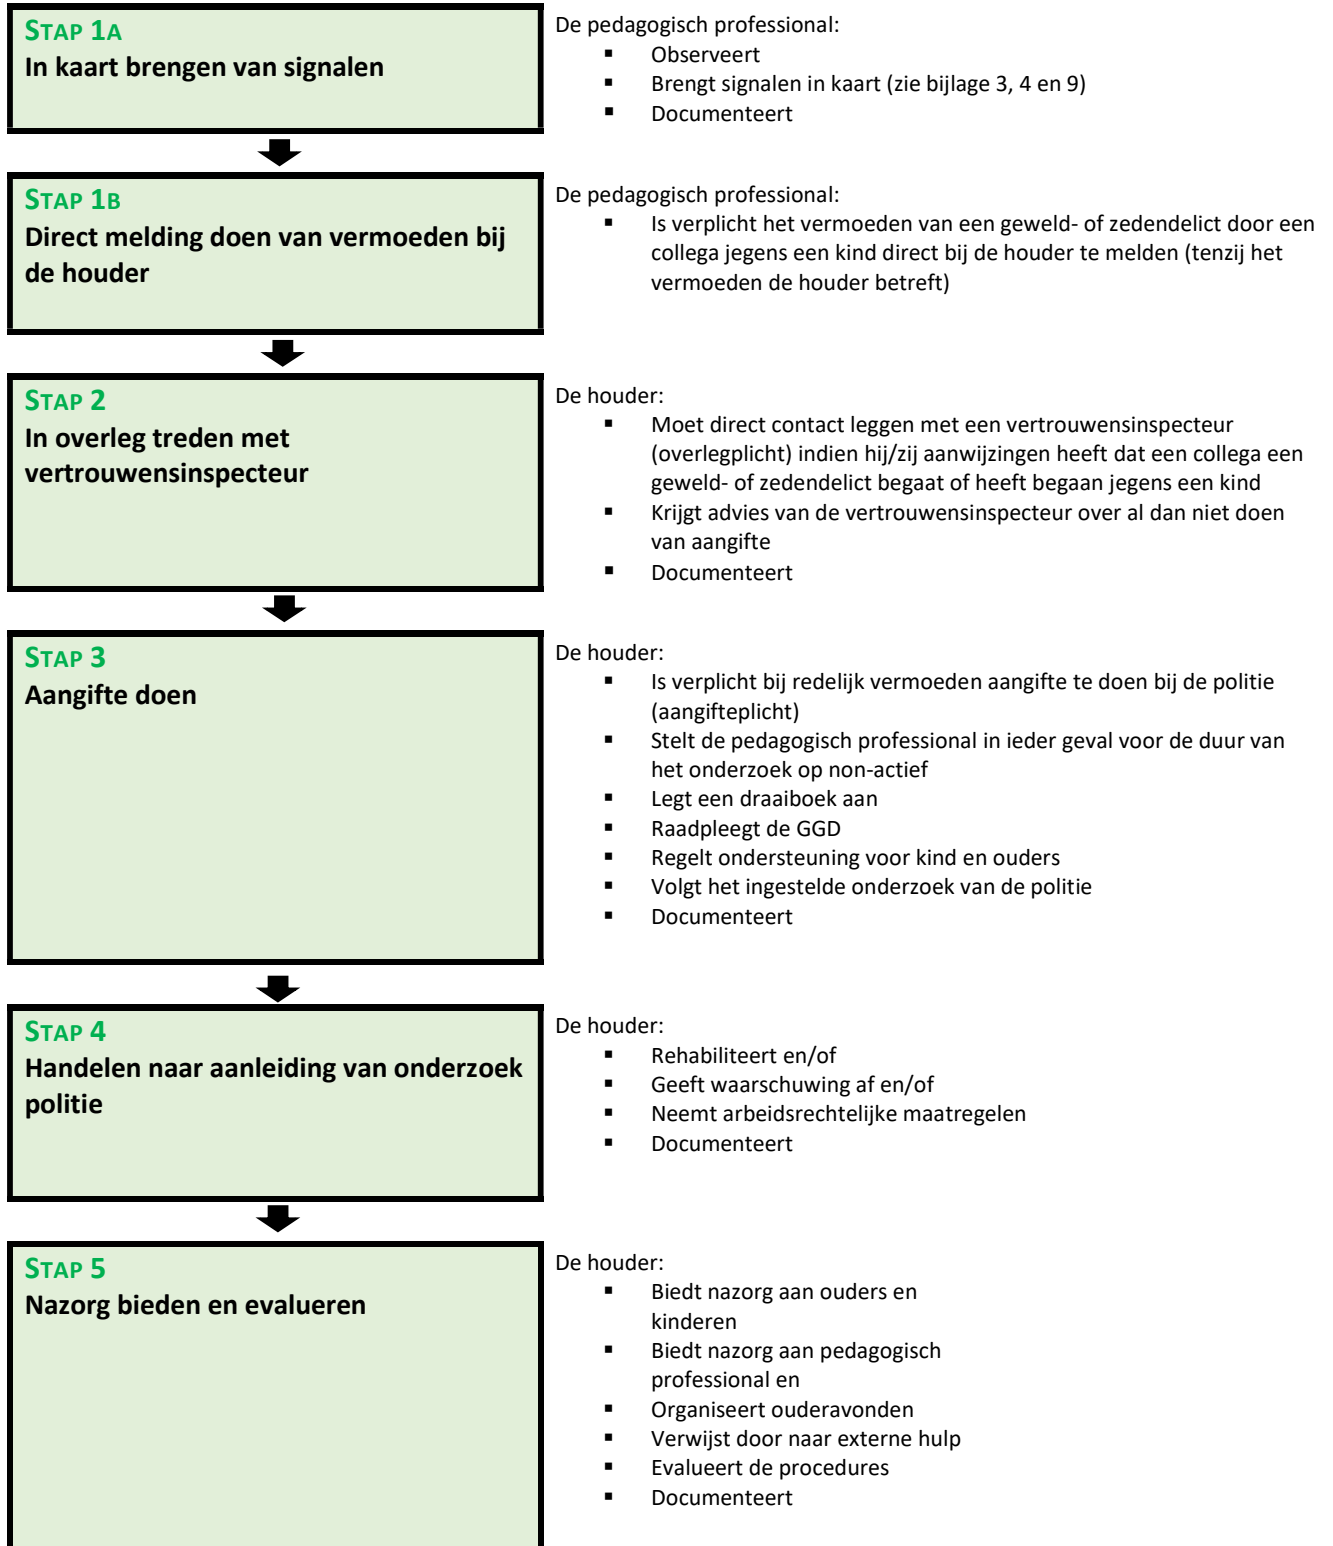 STAP 1A
In kaart brengen van signalen
De pedagogisch professional:
▪ Observeert
▪ Brengt signalen in kaart (zie bijlage 3, 4 en 9)
▪ Documenteert
STAP 1B
Direct melding doen van vermoeden bij
de houder
De pedagogisch professional:
▪ Is verplicht het vermoeden van een geweld- of zedendelict door een
collega jegens een kind direct bij de houder te melden (tenzij het
vermoeden de houder betreft)
STAP 2
In overleg treden met
vertrouwensinspecteur
De houder:
▪ Moet direct contact leggen met een vertrouwensinspecteur
(overlegplicht) indien hij/zij aanwijzingen heeft dat een collega een
geweld- of zedendelict begaat of heeft begaan jegens een kind
▪ Krijgt advies van de vertrouwensinspecteur over al dan niet doen
van aangifte
▪ Documenteert
STAP 3
Aangifte doen
De houder:
▪ Is verplicht bij redelijk vermoeden aangifte te doen bij de politie
(aangifteplicht)
▪ Stelt de pedagogisch professional in ieder geval voor de duur van
het onderzoek op non-actief
▪ Legt een draaiboek aan
▪ Raadpleegt de GGD
▪ Regelt ondersteuning voor kind en ouders
▪ Volgt het ingestelde onderzoek van de politie
▪ Documenteert
STAP 4
Handelen naar aanleiding van onderzoek
politie
De houder:
▪ Rehabiliteert en/of
▪ Geeft waarschuwing af en/of
▪ Neemt arbeidsrechtelijke maatregelen
▪ Documenteert
STAP 5
Nazorg bieden en evalueren
De houder:
▪ Biedt nazorg aan ouders en
kinderen
▪ Biedt nazorg aan pedagogisch
professional en
▪ Organiseert ouderavonden
▪ Verwijst door naar externe hulp
▪ Evalueert de procedures
▪ Documenteert